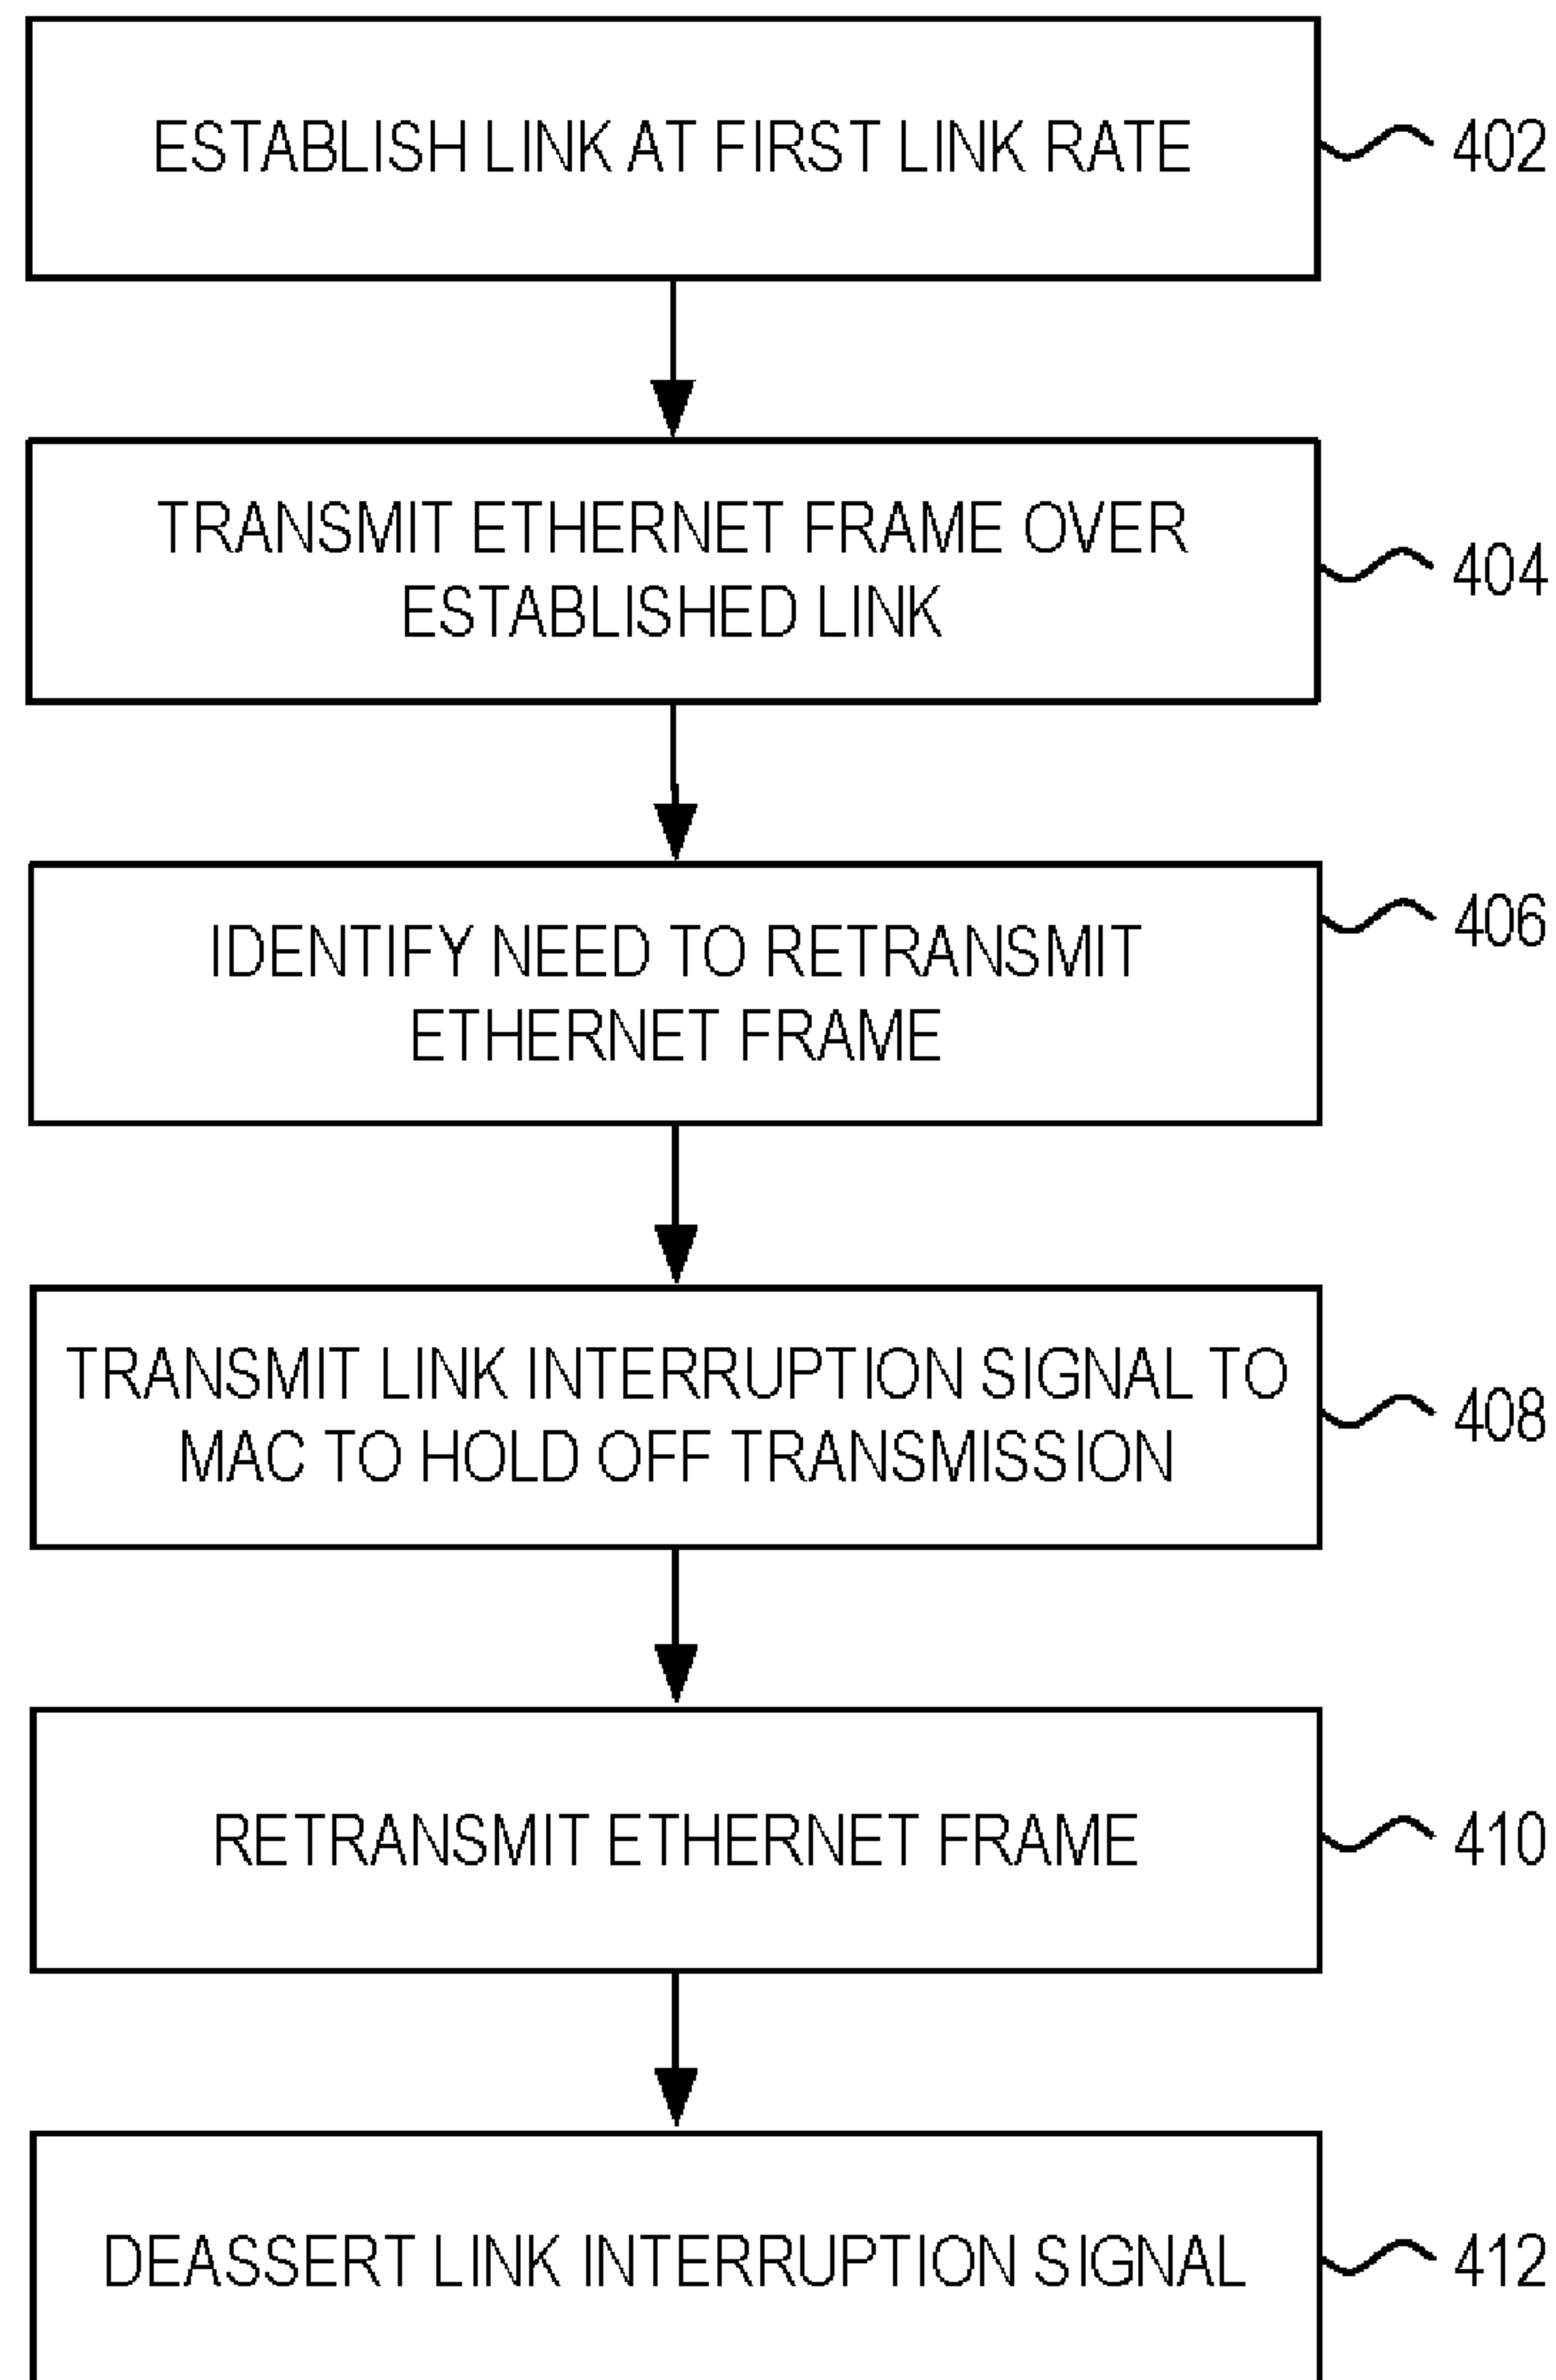 ESTABLISH LINK AT FIRST LINK RATE
402
TRANSMIT ETHERNET FRAME OVER
ESTABLISHED LINK
404
IDENTIFY NEED TO RETRANSMIT
ETHERNET FRAME
406
TRANSMIT LINK INTERRUPTION SIGNAL TO
MAC TO HOLD OFF TRANSMISSION
408
RETRANSMIT ETHERNET FRAME
410
DEASSERT LINK INTERRUPTION SIGNAL
412